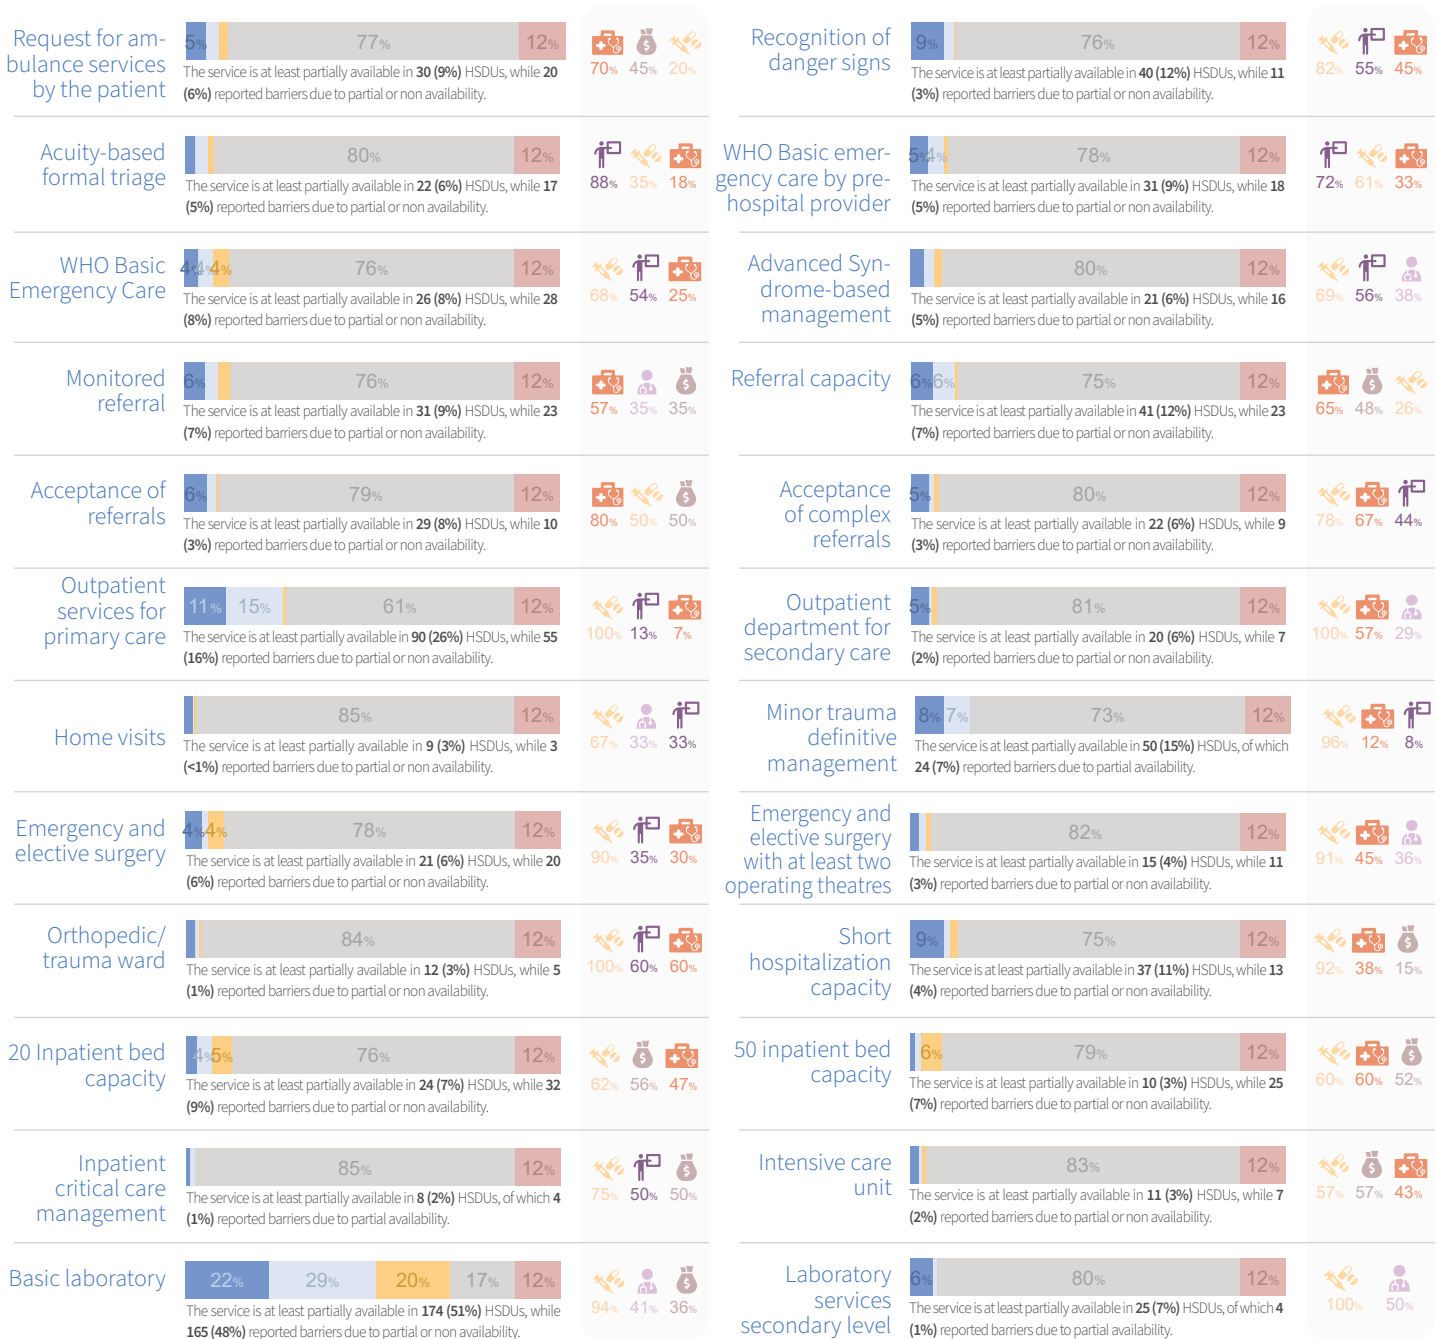 Request for am-
bulance services
by the patient
5%
77%
12%
The service is at least partially available in 30 (9%) HSDUs, while 20
(6%) reported barriers due to partial or non availability.
70% 45% 20%
Recognition of
danger signs
9%
76%
12%
The service is at least partially available in 40 (12%) HSDUs, while 11
(3%) reported barriers due to partial or non availability.
82% 55% 45%
Acuity-based
formal triage
80%
12%
The service is at least partially available in 22 (6%) HSDUs, while 17
(5%) reported barriers due to partial or non availability.
88% 35% 18%
WHO Basic emer-
gency care by pre-
hospital provider
5%
4%
78%
12%
The service is at least partially available in 31 (9%) HSDUs, while 18
(5%) reported barriers due to partial or non availability.
72% 61% 33%
WHO Basic
Emergency Care
4%
4%
4%
76%
12%
The service is at least partially available in 26 (8%) HSDUs, while 28
(8%) reported barriers due to partial or non availability.
68% 54% 25%
Advanced Syn-
drome-based
management
80%
12%
The service is at least partially available in 21 (6%) HSDUs, while 16
(5%) reported barriers due to partial or non availability.
69% 56% 38%
Monitored
referral
6%
76%
12%
The service is at least partially available in 31 (9%) HSDUs, while 23
(7%) reported barriers due to partial or non availability.
57% 35% 35%
Referral capacity
6%
6%
75%
12%
The service is at least partially available in 41 (12%) HSDUs, while 23
(7%) reported barriers due to partial or non availability.
65% 48% 26%
Acceptance of
referrals
6%
79%
12%
The service is at least partially available in 29 (8%) HSDUs, while 10
(3%) reported barriers due to partial or non availability.
80% 50% 50%
Acceptance
of complex
referrals
5%
80%
12%
The service is at least partially available in 22 (6%) HSDUs, while 9
(3%) reported barriers due to partial or non availability.
78% 67% 44%
Outpatient
services for
primary care
11%
15%
61%
12%
The service is at least partially available in 90 (26%) HSDUs, while 55
(16%) reported barriers due to partial or non availability.
100% 13% 7%
Outpatient
department for
secondary care
5%
81%
12%
The service is at least partially available in 20 (6%) HSDUs, while 7
(2%) reported barriers due to partial or non availability.
100% 57% 29%
Home visits
85%
12%
The service is at least partially available in 9 (3%) HSDUs, while 3
(<1%) reported barriers due to partial or non availability.
67% 33% 33%
Minor trauma
definitive
management
8%
7%
73%
12%
The service is at least partially available in 50 (15%) HSDUs, of which
24 (7%) reported barriers due to partial availability.
96% 12% 8%
Emergency and
elective surgery
4%
4%
78%
12%
The service is at least partially available in 21 (6%) HSDUs, while 20
(6%) reported barriers due to partial or non availability.
90% 35% 30%
Emergency and
elective surgery
with at least two
operating theatres
82%
12%
The service is at least partially available in 15 (4%) HSDUs, while 11
(3%) reported barriers due to partial or non availability.
91% 45% 36%
Orthopedic/
trauma ward
84%
12%
The service is at least partially available in 12 (3%) HSDUs, while 5
(1%) reported barriers due to partial or non availability.
100% 60% 60%
Short
hospitalization
capacity
9%
75%
12%
The service is at least partially available in 37 (11%) HSDUs, while 13
(4%) reported barriers due to partial or non availability.
92% 38% 15%
20 Inpatient bed
capacity
4%
5%
76%
12%
The service is at least partially available in 24 (7%) HSDUs, while 32
(9%) reported barriers due to partial or non availability.
62% 56% 47%
50 inpatient bed
capacity
6%
79%
12%
The service is at least partially available in 10 (3%) HSDUs, while 25
(7%) reported barriers due to partial or non availability.
60% 60% 52%
Inpatient
critical care
management
85%
12%
The service is at least partially available in 8 (2%) HSDUs, of which 4
(1%) reported barriers due to partial availability.
75% 50% 50%
Intensive care
unit
83%
12%
The service is at least partially available in 11 (3%) HSDUs, while 7
(2%) reported barriers due to partial or non availability.
57% 57% 43%
Basic laboratory
22%
29%
20%
17%
12%
The service is at least partially available in 174 (51%) HSDUs, while
165 (48%) reported barriers due to partial or non availability.
94% 41% 36%
Laboratory
services
secondary level
6%
80%
12%
The service is at least partially available in 25 (7%) HSDUs, of which 4
(1%) reported barriers due to partial or non availability.
100% 50%